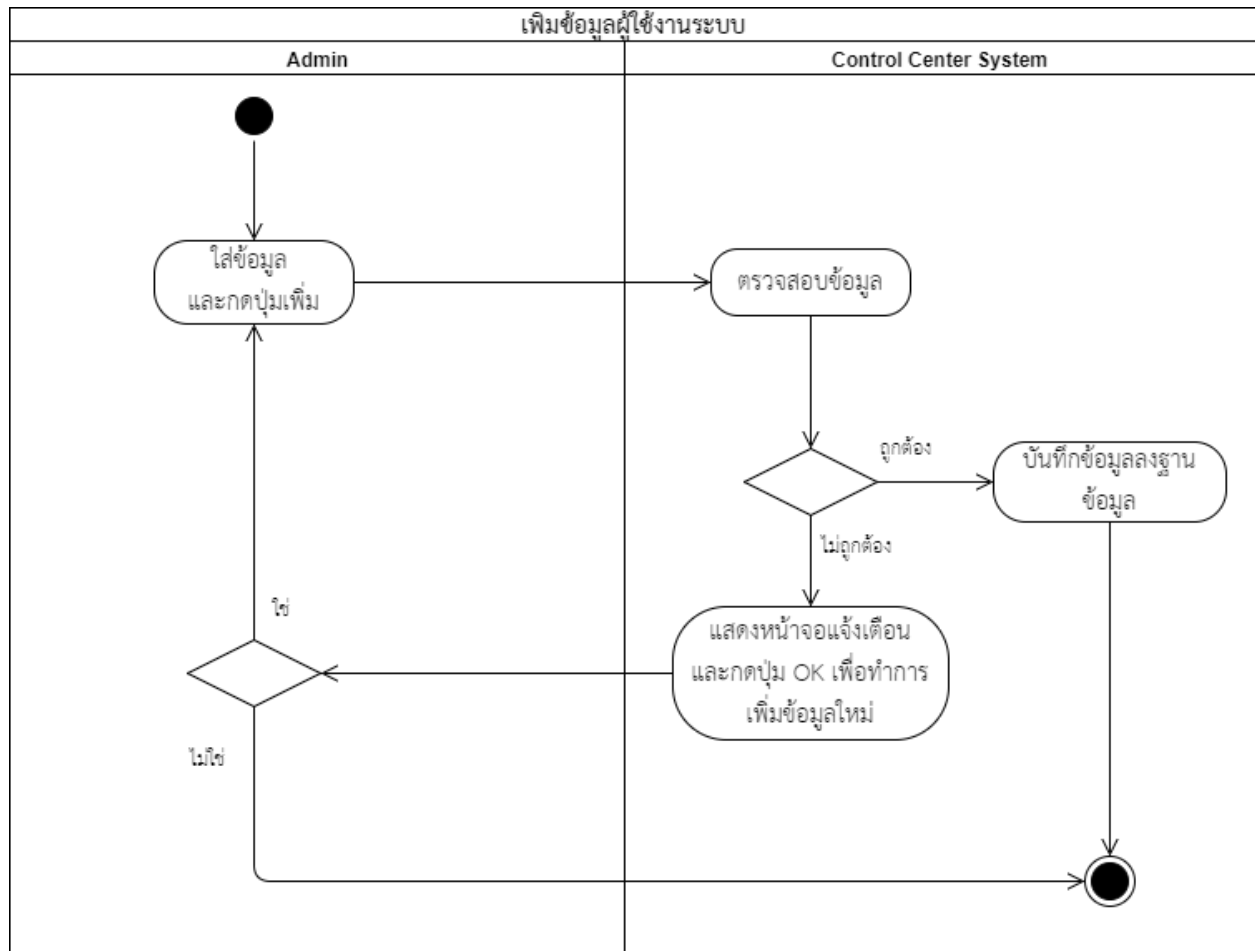 เพิ่มข้อมูลผู้ใช้งานระบบ
Admin
Control Center System
ใส่ข้อมูล
และกดปุ่มเพิ่ม
ตรวจสอบข้อมูล
ถูกต้อง
บันทึกข้อมูลลงฐาน
ข้อมูล
ไม่ถูกต้อง
แสดงหน้าจอแจ้งเตือน
และกดปุ่ม OK เพื่อทำการ
เพิ่มข้อมูลใหม่
ใช่
ไม่ใช่